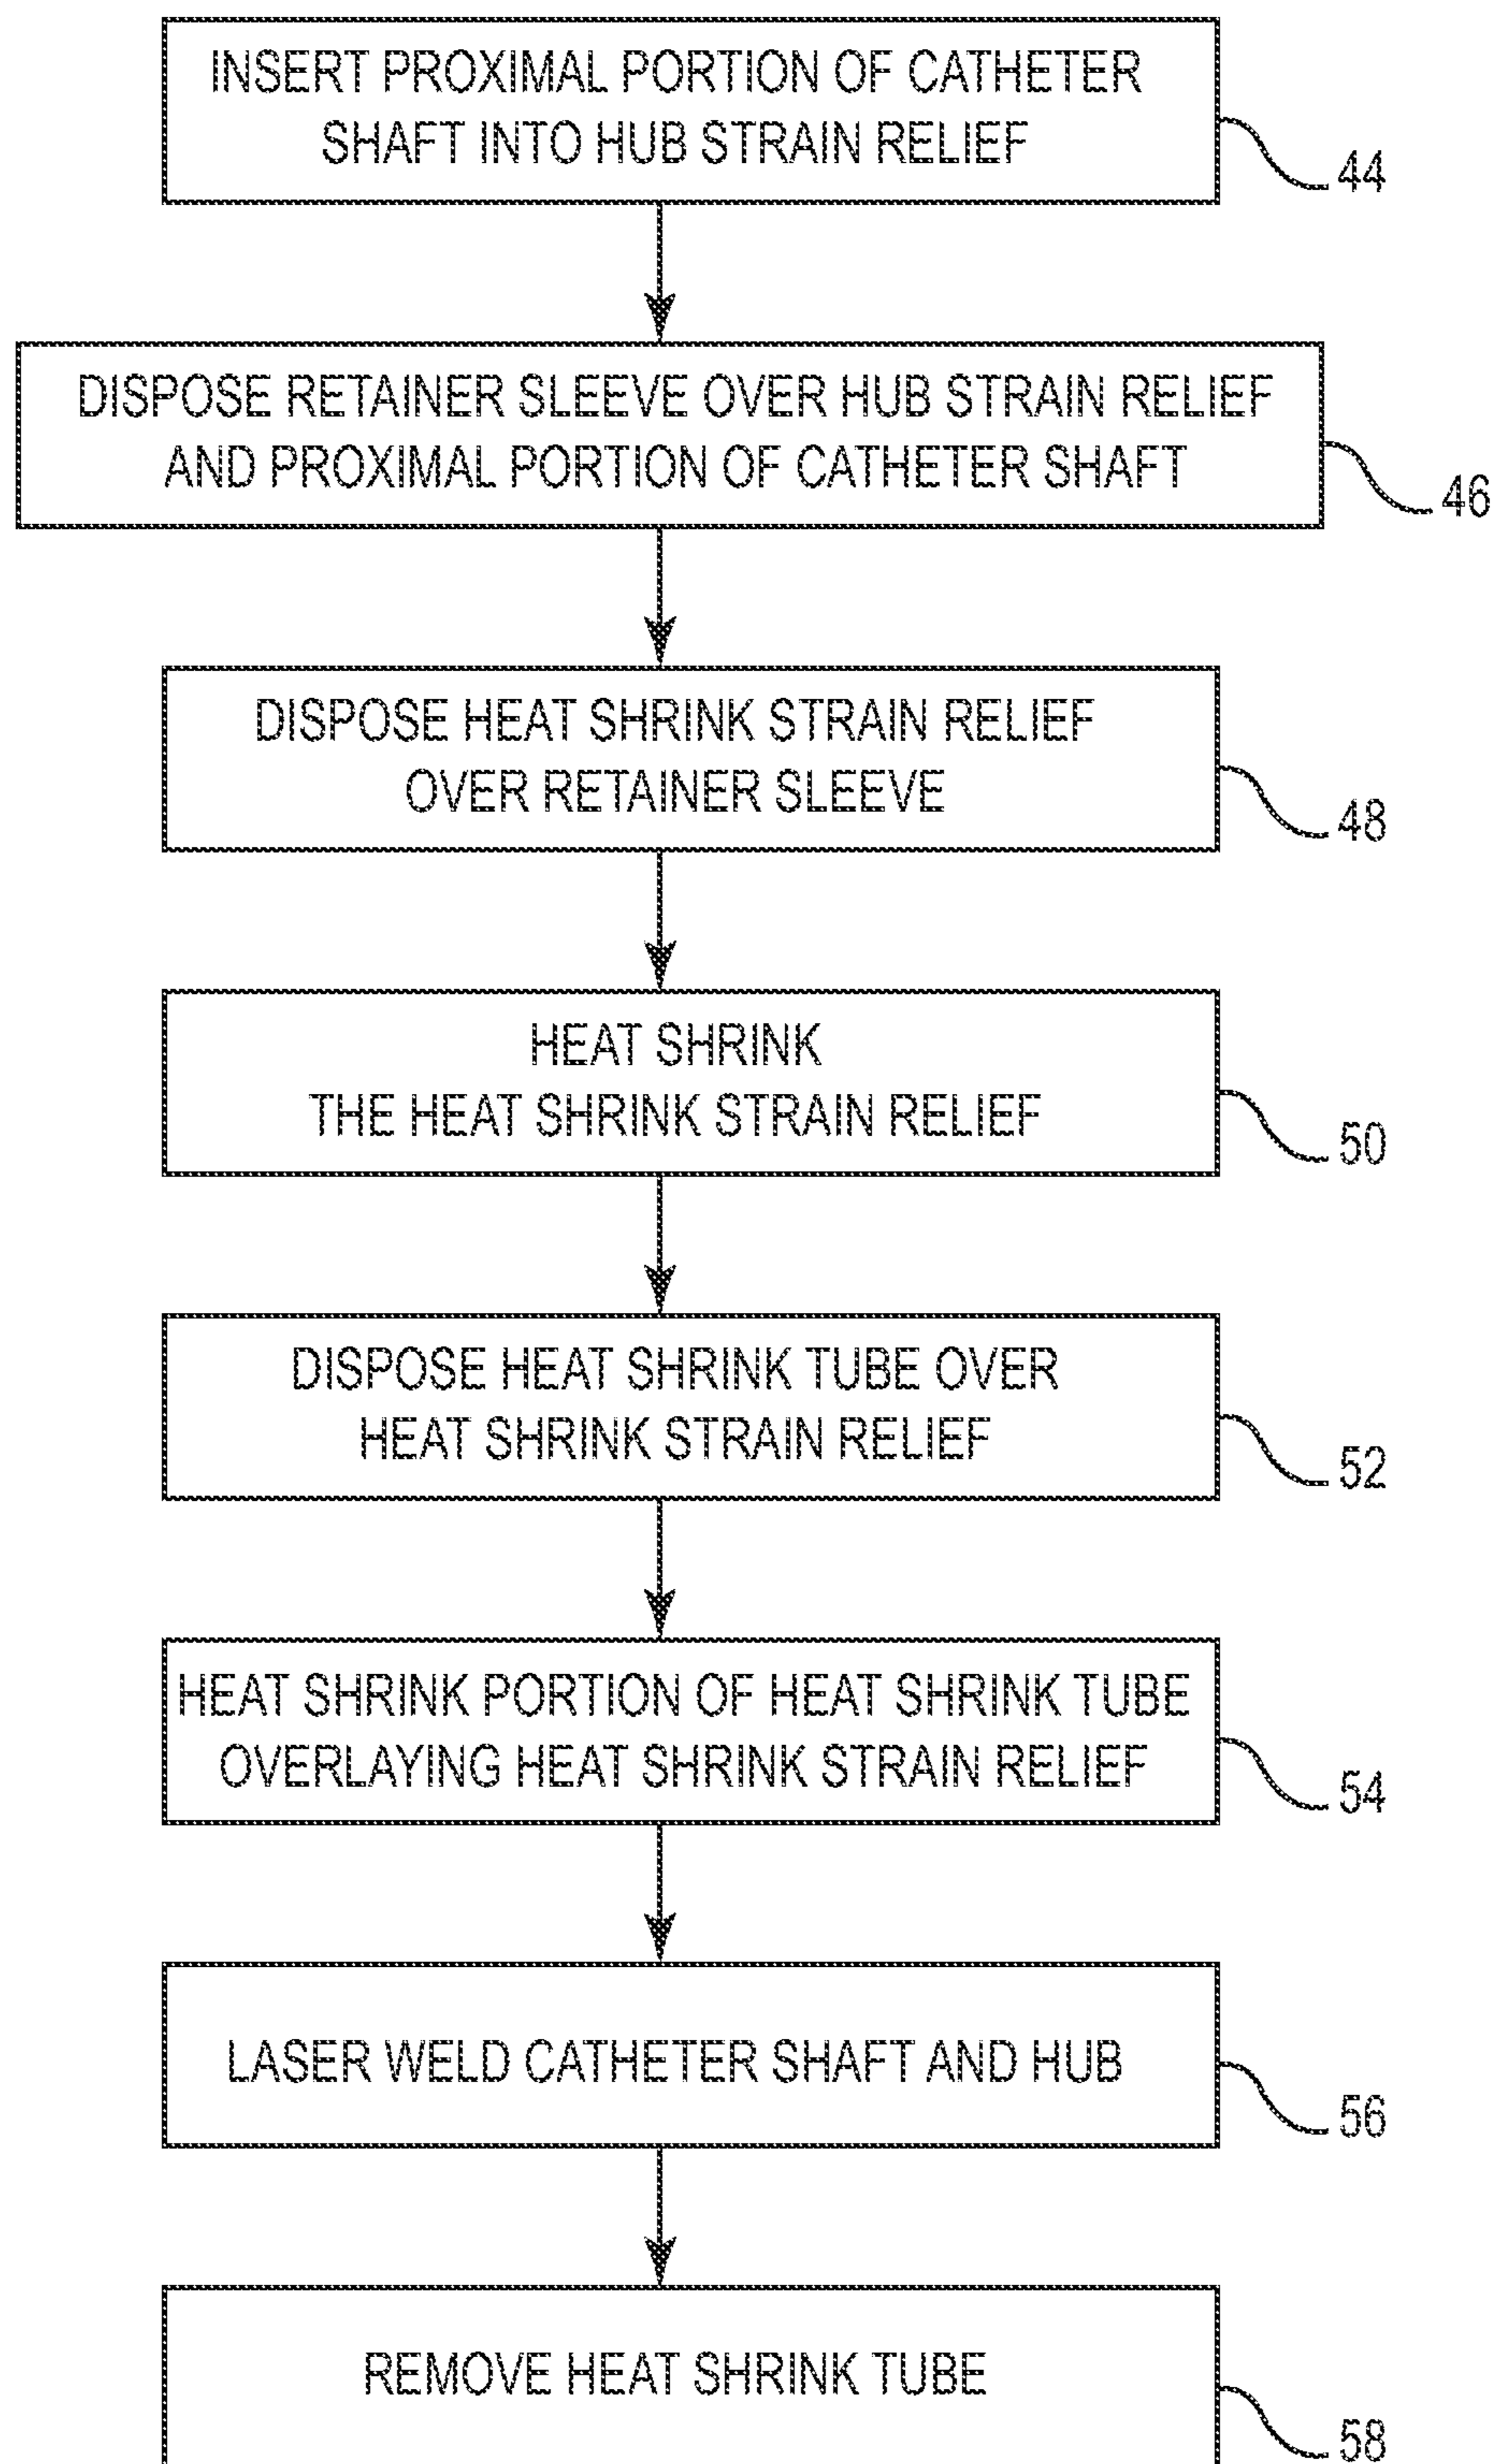 INSERT PROXIMAL PORTION OF CATHETER
SHAFT INTO HUB STRAIN RELIEF
44
DISPOSE RETAINER SLEEVE OVER HUB STRAIN RELIEF
AND PROXIMAL PORTION OF CATHETER SHAFT
46
DISPOSE HEAT SHRINK STRAIN RELIEF
OVER RETAINER SLEEVE
48
HEAT SHRINK
THE HEAT SHRINK STRAIN RELIEF
50
DISPOSE HEAT SHRINK TUBE OVER
HEAT SHRINK STRAIN RELIEF
52
HEAT SHRINK PORTION OF HEAT SHRINK TUBE
OVERLAYING HEAT SHRINK STRAIN RELIEF
54
LASER WELD CATHETER SHAFT AND HUB
56
REMOVE HEAT SHRINK TUBE
58